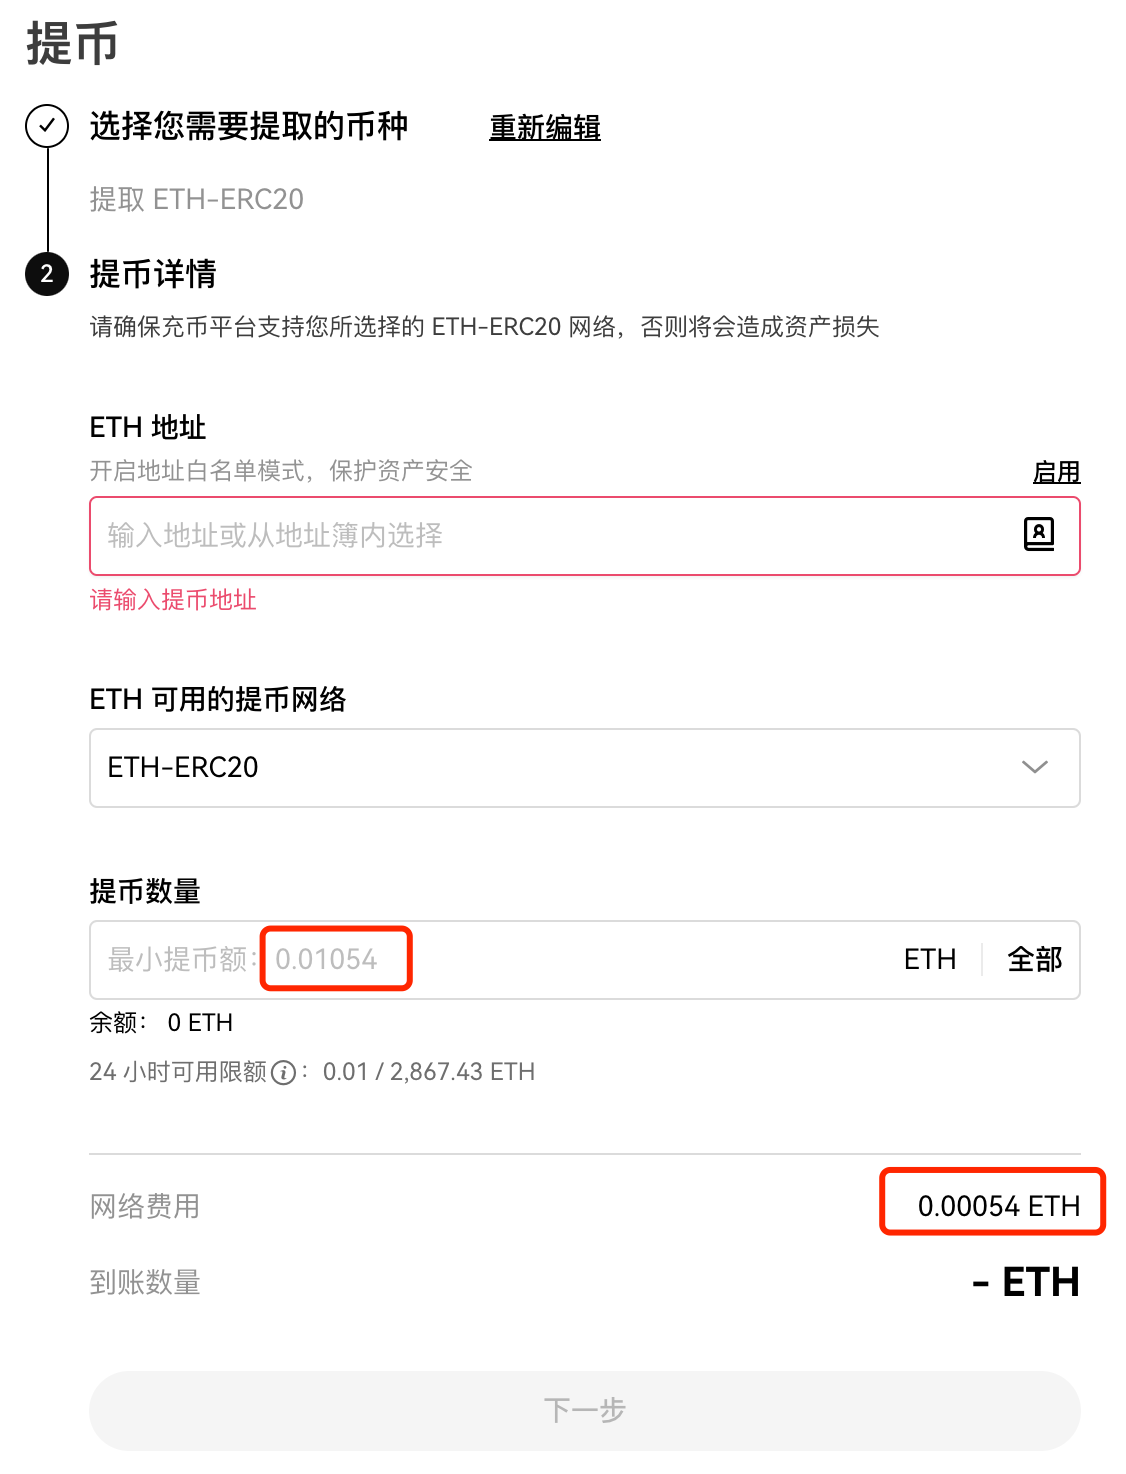 提币
选择您需要提取的币种 重新编辑
提取 ETH-ERC20
2 提币详情
请确保充币平台支持您所选择的 ETH-ERC20 网络，否则将会造成资产损失
ETH 地址
开启地址白名单模式，保护资产安全 启用
输入地址或从地址簿内选择
请输入提币地址
ETH 可用的提币网络
ETH-ERC20
提币数量
最小提币额：0.01054 ETH 全部
余额： 0 ETH
24 小时可用限额 i ：0.01 / 2,867.43 ETH
网络费用 0.00054 ETH
到账数量 - ETH
下一步